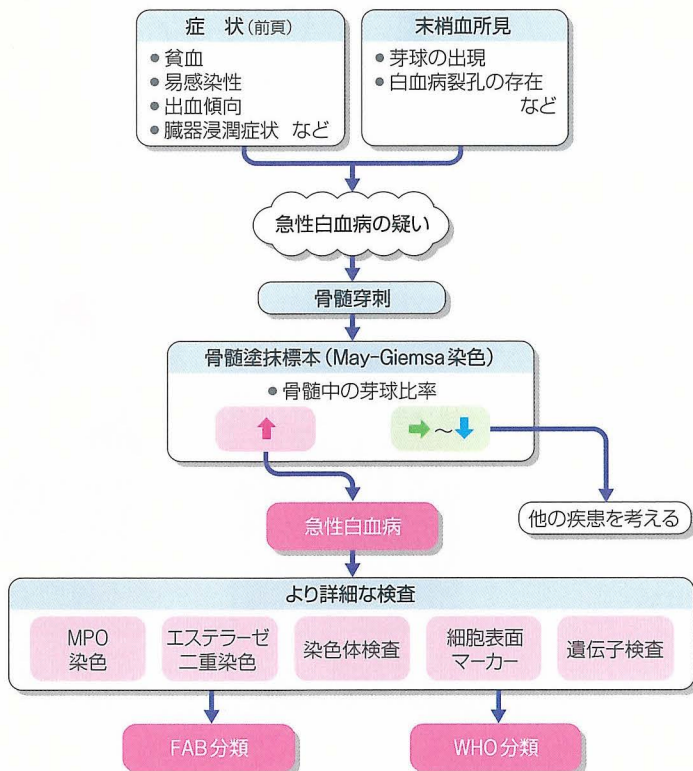 症　状(前頁)
● 貧血
● 易感染性
● 出血傾向
● 臓器浸潤症状 など
末梢血所見
● 芽球の出現
● 白血病裂孔の存在
など
急性白血病の疑い
骨髄穿刺
骨髄塗抹標本(May-Giemsa染色)
● 骨髄中の芽球比率
～
急性白血病
他の疾患を考える
より詳細な検査
MPO
染色
エステラーゼ
二重染色
染色体検査
細胞表面
マーカー
遺伝子検査
FAB分類
WHO分類